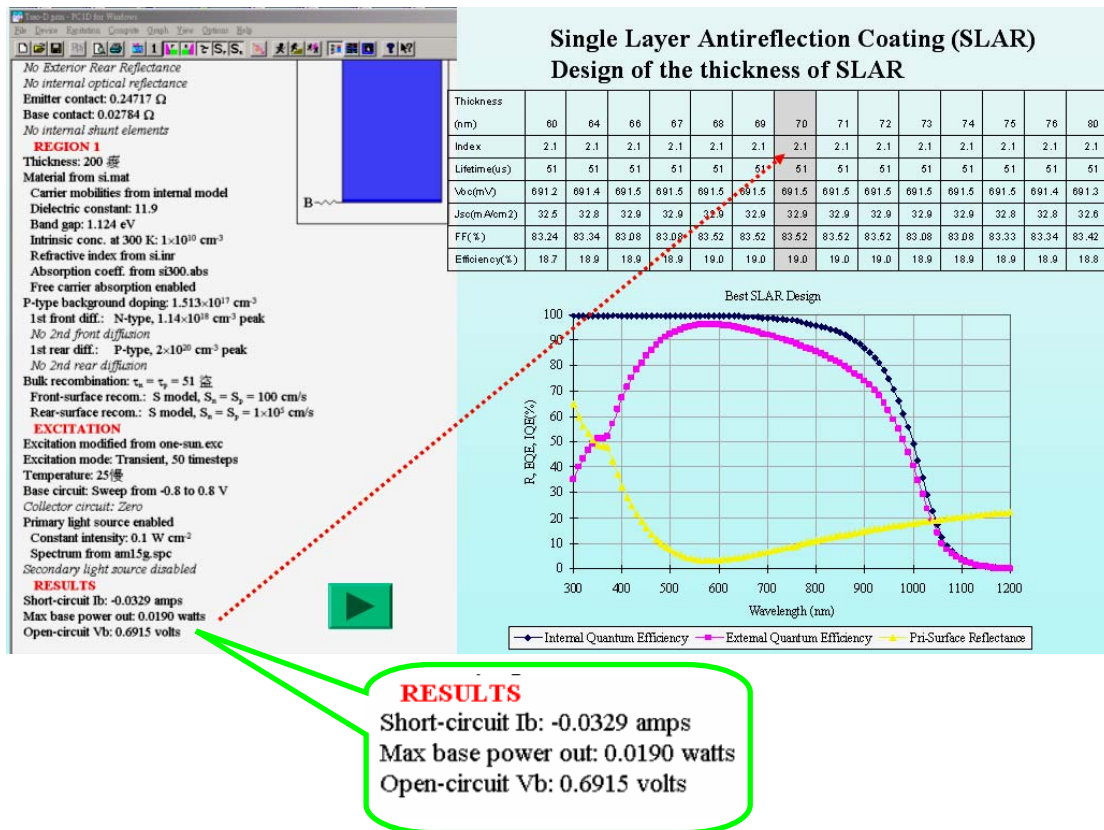 Two-D.prm - PC1D for Windows
File Device Excitation Compute Graph View Options Help
No Exterior Rear Reflectance
No internal optical reflectance
Emitter contact: 0.24717 Ω
Base contact: 0.02784 Ω
No internal shunt elements
REGION 1
Thickness: 200 瘘
Material from si.mat
Carrier mobilities from internal model
Dielectric constant: 11.9
Band gap: 1.124 eV
Intrinsic conc. at 300 K: 1×10¹⁰ cm⁻³
Refractive index from si.inr
Absorption coeff. from si300.abs
Free carrier absorption enabled
P-type background doping: 1.513×10¹⁷ cm⁻³
1st front diff.: N-type, 1.14×10¹⁸ cm⁻³ peak
No 2nd front diffusion
1st rear diff.: P-type, 2×10²⁰ cm⁻³ peak
No 2nd rear diffusion
Bulk recombination: τn = τp = 51 盜
Front-surface recom.: S model, Sn = Sp = 100 cm/s
Rear-surface recom.: S model, Sn = Sp = 1×10⁵ cm/s
EXCITATION
Excitation modified from one-sun.exc
Excitation mode: Transient, 50 timesteps
Temperature: 25慢
Base circuit: Sweep from -0.8 to 0.8 V
Collector circuit: Zero
Primary light source enabled
Constant intensity: 0.1 W cm⁻²
Spectrum from am15g.spc
Secondary light source disabled
RESULTS
Short-circuit Ib: -0.0329 amps
Max base power out: 0.0190 watts
Open-circuit Vb: 0.6915 volts
B
Single Layer Antireflection Coating (SLAR)
Design of the thickness of SLAR
Thickness
(nm) 60 64 66 67 68 69 70 71 72 73 74 75 76 80
Index 2.1 2.1 2.1 2.1 2.1 2.1 2.1 2.1 2.1 2.1 2.1 2.1 2.1 2.1
Lifetime(us) 51 51 51 51 51 51 51 51 51 51 51 51 51 51
Voc(mV) 691.2 691.4 691.5 691.5 691.5 691.5 691.5 691.5 691.5 691.5 691.5 691.5 691.4 691.3
Jsc(mA/cm2) 32.5 32.8 32.9 32.9 32.9 32.9 32.9 32.9 32.9 32.9 32.9 32.8 32.8 32.6
FF(%) 83.24 83.34 83.08 83.08 83.52 83.52 83.52 83.52 83.52 83.08 83.08 83.33 83.34 83.42
Efficiency(%) 18.7 18.9 18.9 18.9 19.0 19.0 19.0 19.0 19.0 18.9 18.9 18.9 18.9 18.8
Best SLAR Design
R, EQE, IQE(%)
100
90
80
70
60
50
40
30
20
10
0
300 400 500 600 700 800 900 1000 1100 1200
Wavelength (nm)
Internal Quantum Efficiency External Quantum Efficiency Pri-Surface Reflectance
RESULTS
Short-circuit Ib: -0.0329 amps
Max base power out: 0.0190 watts
Open-circuit Vb: 0.6915 volts